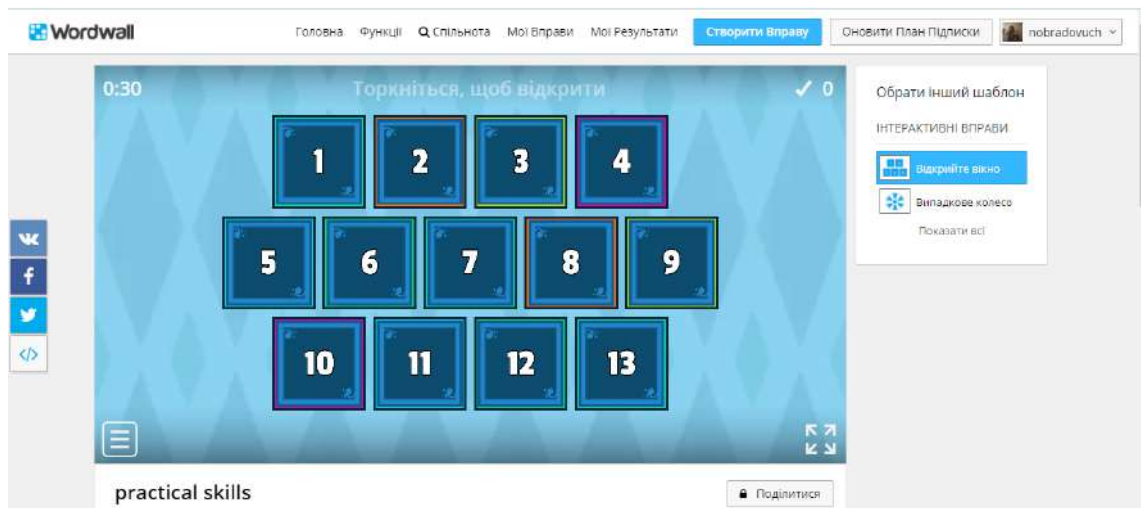 Wordwall Головна Функції Спільнота Мої Вправи Мої Результати Створити Вправу Оновити План Підписки nobradovuch
0:30 Торкніться, щоб відкрити 0
Обрати інший шаблон
ІНТЕРАКТИВНІ ВПРАВИ
Відкрийте вікно
Випадкове колесо
Показати всі
1 2 3 4
5 6 7 8 9
10 11 12 13
practical skills Поділитися